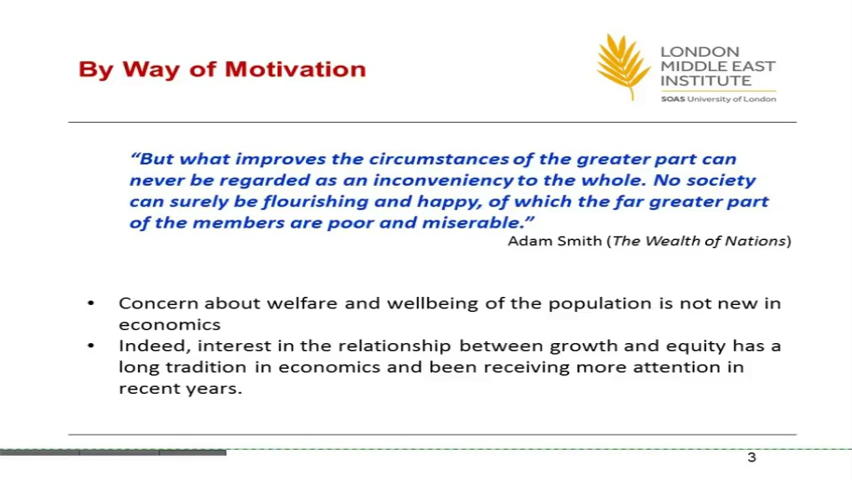 By Way of Motivation
LONDON
MIDDLE EAST
INSTITUTE
SOAS University of London
“But what improves the circumstances of the greater part can
never be regarded as an inconveniency to the whole. No society
can surely be flourishing and happy, of which the far greater part
of the members are poor and miserable.”
Adam Smith (The Wealth of Nations)
• Concern about welfare and wellbeing of the population is not new in
economics
• Indeed, interest in the relationship between growth and equity has a
long tradition in economics and been receiving more attention in
recent years.
3